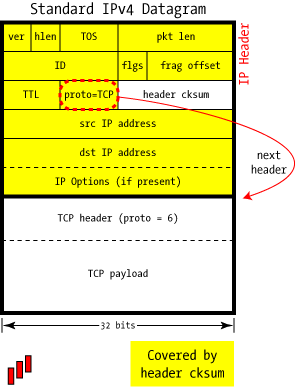 Standard IPv4 Datagram
ver hlen TOS pkt len
ID flgs frag offset
TTL proto=TCP header cksum
src IP address
dst IP address
IP Options (if present)
TCP header (proto = 6)
TCP payload
32 bits
IP Header
next
header
Covered by
header cksum